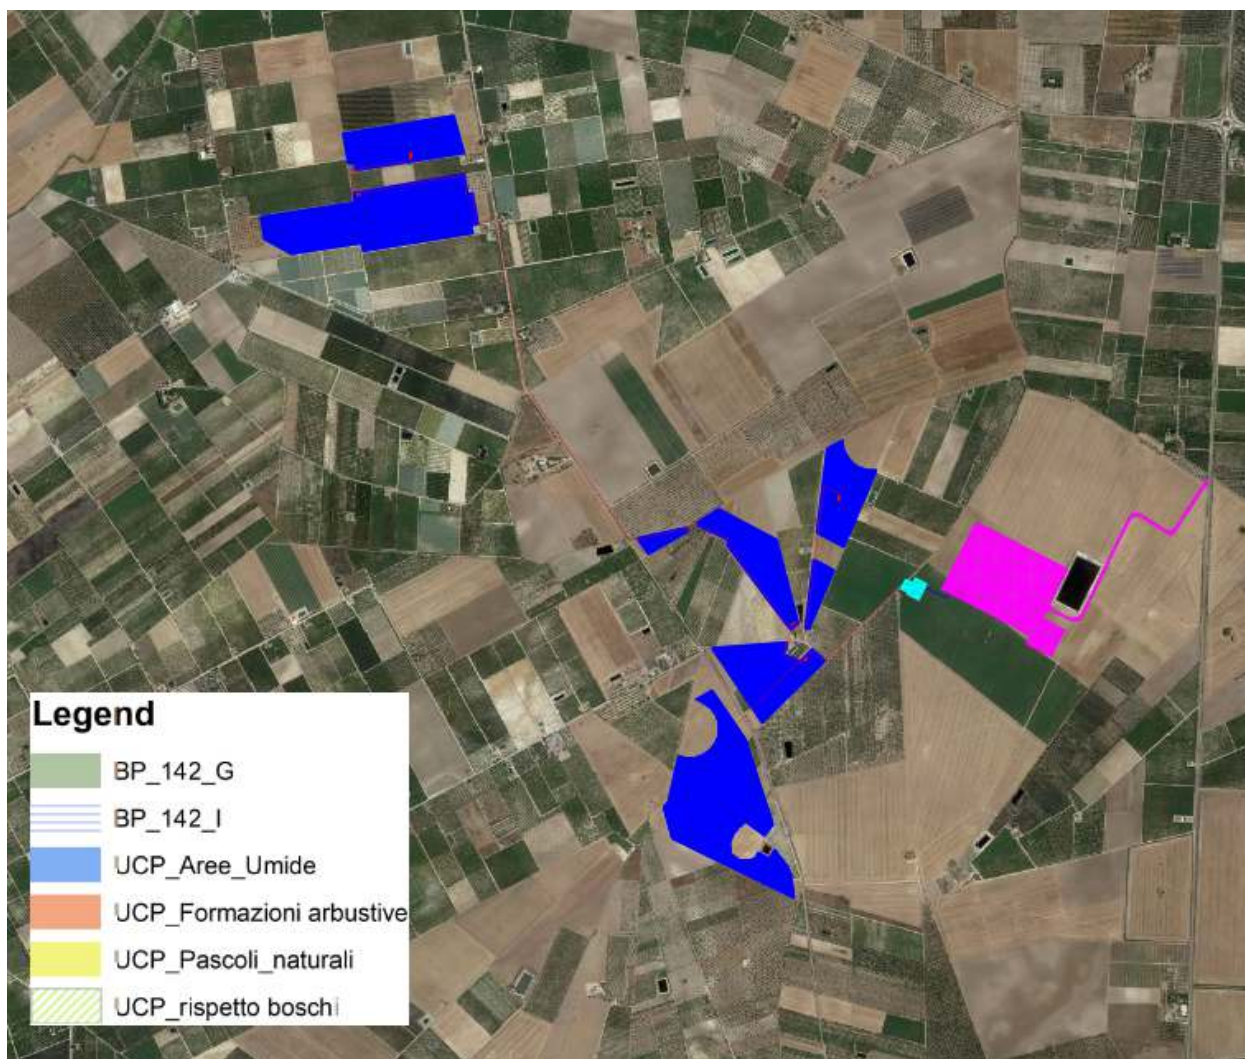 Legend
BP_142_G
BP_142_I
UCP_Aree_Umide
UCP_Formazioni arbustive
UCP_Pascoli_naturali
UCP_rispetto boschi